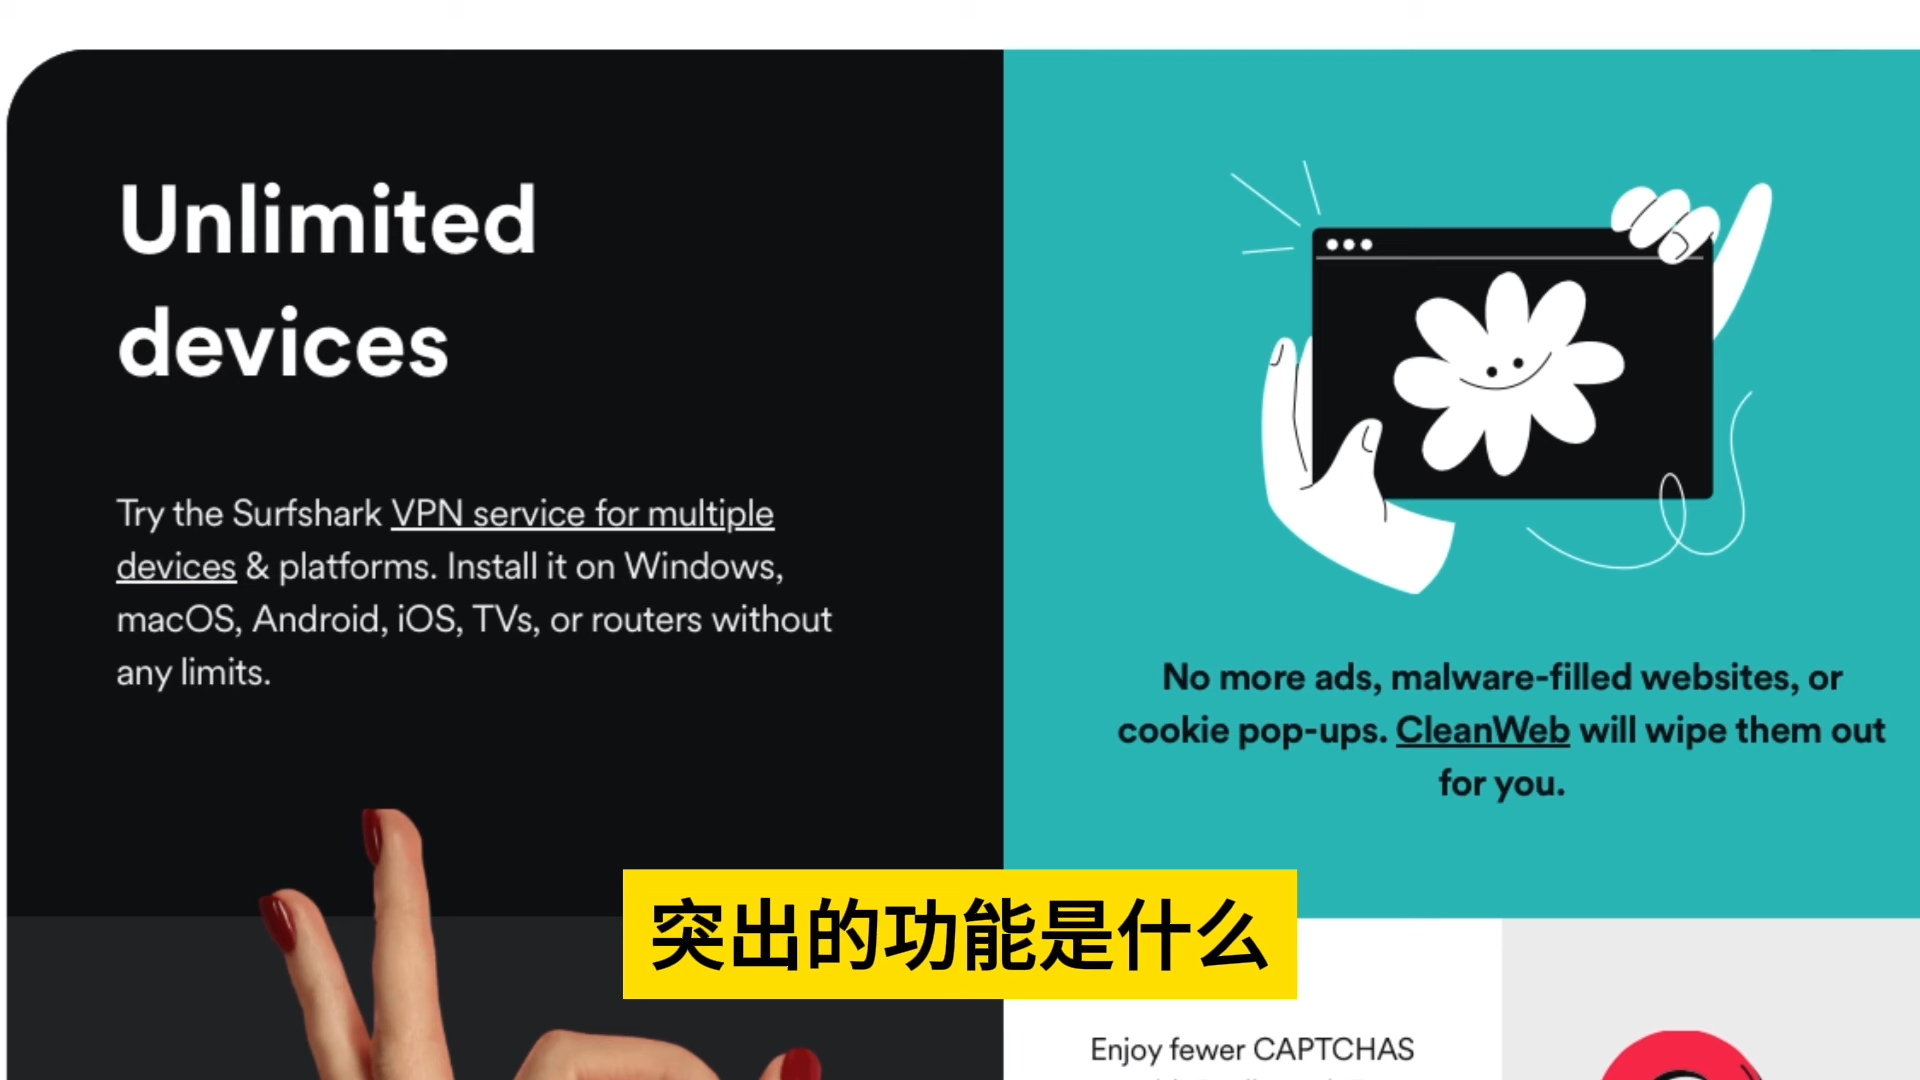 Unlimited
devices
Try the Surfshark VPN service for multiple
devices & platforms. Install it on Windows,
macOS, Android, iOS, TVs, or routers without
any limits.
No more ads, malware-filled websites, or
cookie pop-ups. CleanWeb will wipe them out
for you.
突出的功能是什么
Enjoy fewer CAPTCHAS